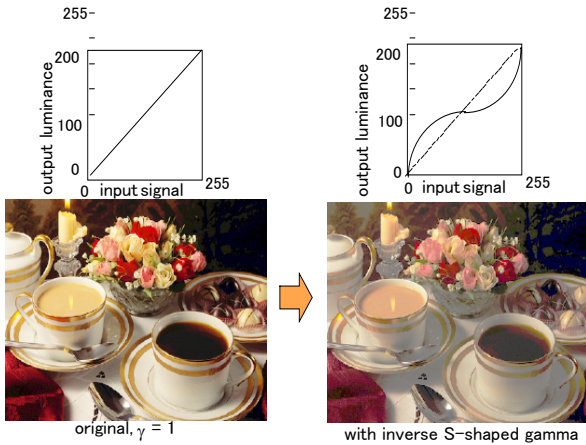 255
200
100
0
output luminance
0
input signal
255
255
200
100
0
output luminance
0
input signal
255
original, γ = 1
with inverse S-shaped gamma